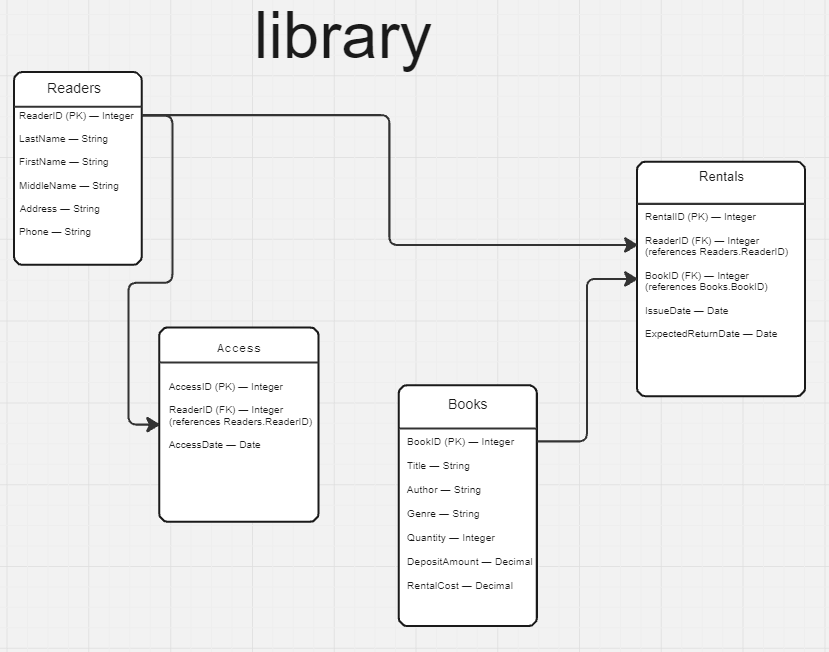 library
Readers
ReaderID (PK) — Integer
LastName — String
FirstName — String
MiddleName — String
Address — String
Phone — String
Rentals
RentalID (PK) — Integer
ReaderID (FK) — Integer
(references Readers.ReaderID)
BookID (FK) — Integer
(references Books.BookID)
IssueDate — Date
ExpectedReturnDate — Date
Access
AccessID (PK) — Integer
ReaderID (FK) — Integer
(references Readers.ReaderID)
AccessDate — Date
Books
BookID (PK) — Integer
Title — String
Author — String
Genre — String
Quantity — Integer
DepositAmount — Decimal
RentalCost — Decimal